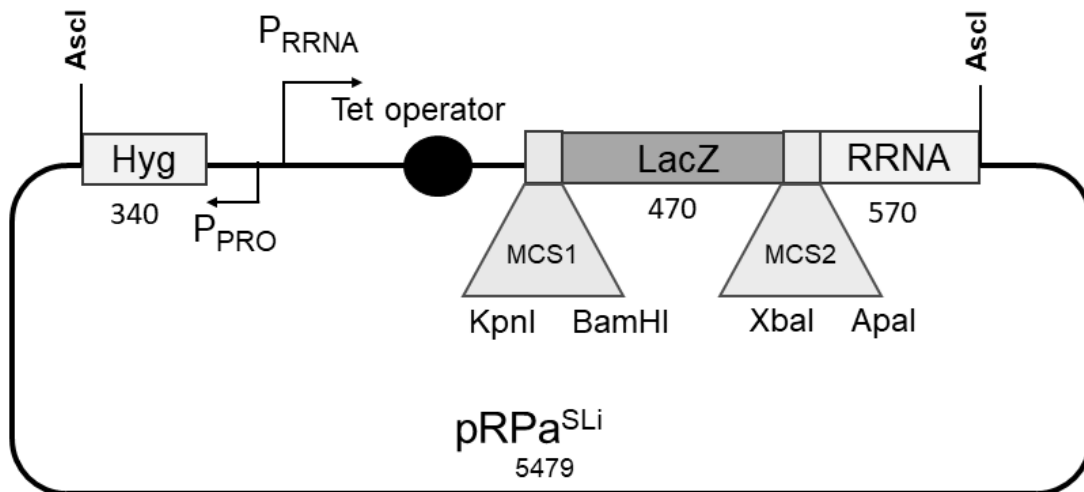 AscI
AscI
PRRNA
Tet operator
Hyg
LacZ
RRNA
340
PPRO
470
570
MCS1
MCS2
KpnI
BamHI
XbaI
ApaI
pRPaSLi
5479